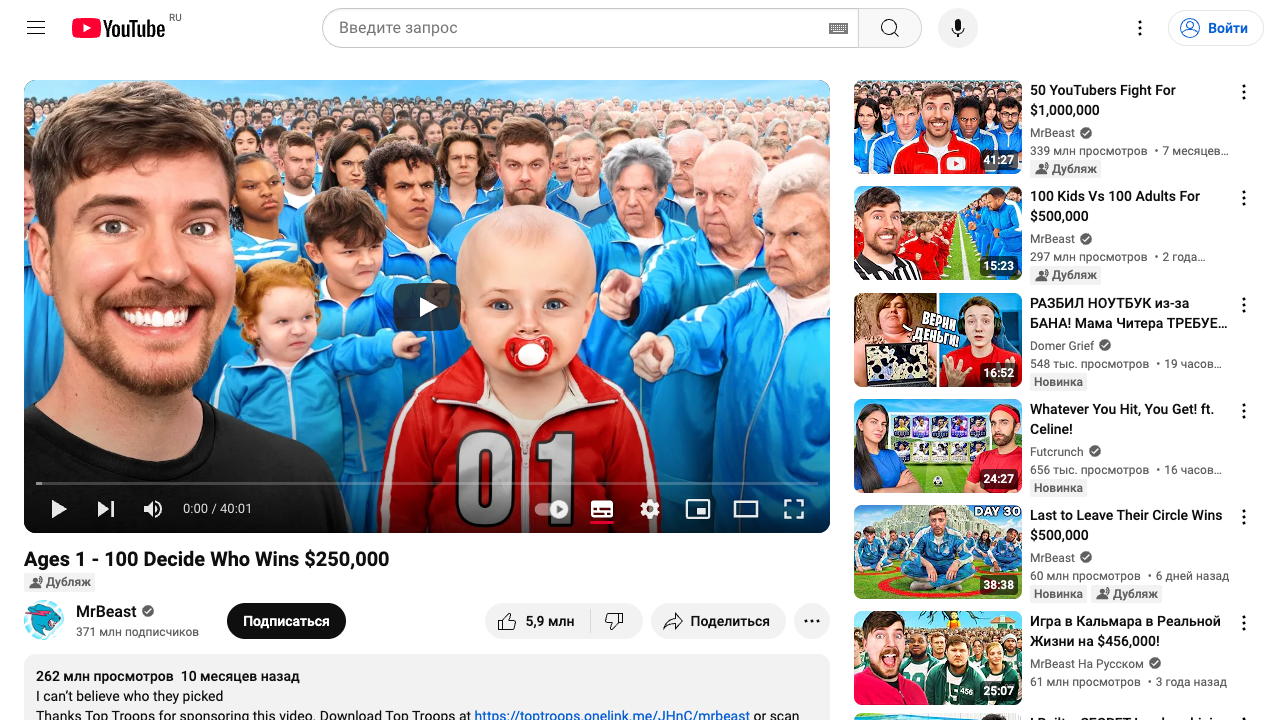 YouTube RU
Введите запрос
Войти
01
0:00 / 40:01
Ages 1 - 100 Decide Who Wins $250,000
Дубляж
MrBeast
371 млн подписчиков
Подписаться
5,9 млн
Поделиться
262 млн просмотров 10 месяцев назад
I can't believe who they picked
Thanks Top Troops for sponsoring this video. Download Top Troops at https://toptroops.onelink.me/JHnC/mrbeast or scan
41:27
50 YouTubers Fight For
$1,000,000
MrBeast
339 млн просмотров • 7 месяцев…
Дубляж
15:23
100 Kids Vs 100 Adults For
$500,000
MrBeast
297 млн просмотров • 2 года…
Дубляж
ВЕРНИ
ДЕНЬГИ!
16:52
РАЗБИЛ НОУТБУК из-за
БАНА! Мама Читера ТРЕБУЕ…
Domer Grief
548 тыс. просмотров • 19 часов…
Новинка
24:27
Whatever You Hit, You Get! ft.
Celine!
Futcrunch
656 тыс. просмотров • 16 часов…
Новинка
DAY 30
38:38
Last to Leave Their Circle Wins
$500,000
MrBeast
60 млн просмотров • 6 дней назад
Новинка Дубляж
456
25:07
Игра в Кальмара в Реальной
Жизни на $456,000!
MrBeast На Русском
61 млн просмотров • 3 года назад